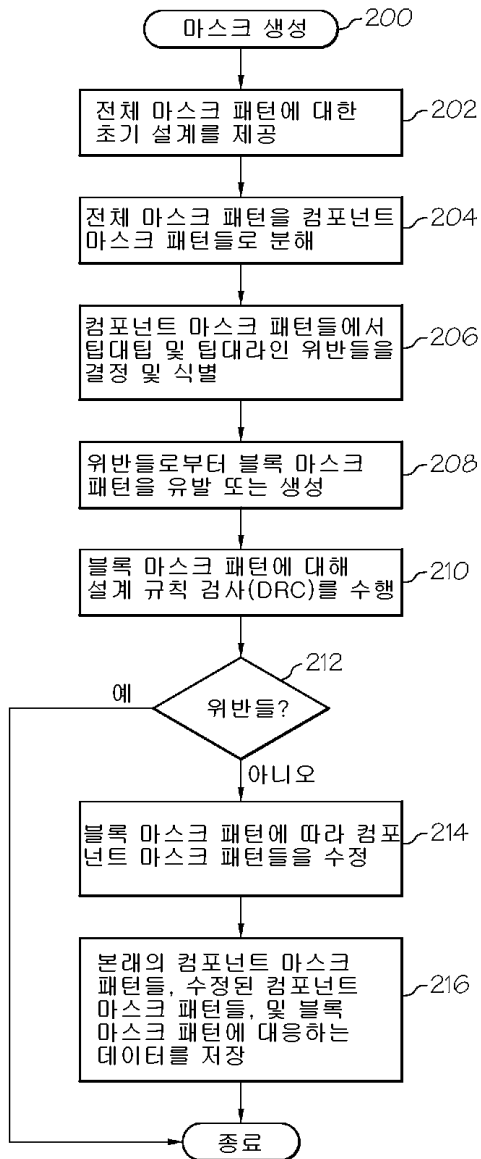 마스크 생성
200
전체 마스크 패턴에 대한
초기 설계를 제공
202
전체 마스크 패턴을 컴포넌트
마스크 패턴들로 분해
204
컴포넌트 마스크 패턴들에서
팁대팁 및 팁대라인 위반들을
결정 및 식별
206
위반들로부터 블록 마스크
패턴을 유발 또는 생성
208
블록 마스크 패턴에 대해
설계 규칙 검사(DRC)를 수행
210
212
위반들?
예
아니오
블록 마스크 패턴에 따라 컴포
넌트 마스크 패턴들을 수정
214
본래의 컴포넌트 마스크
패턴들, 수정된 컴포넌트
마스크 패턴들, 및 블록
마스크 패턴에 대응하는
데이터를 저장
216
종료